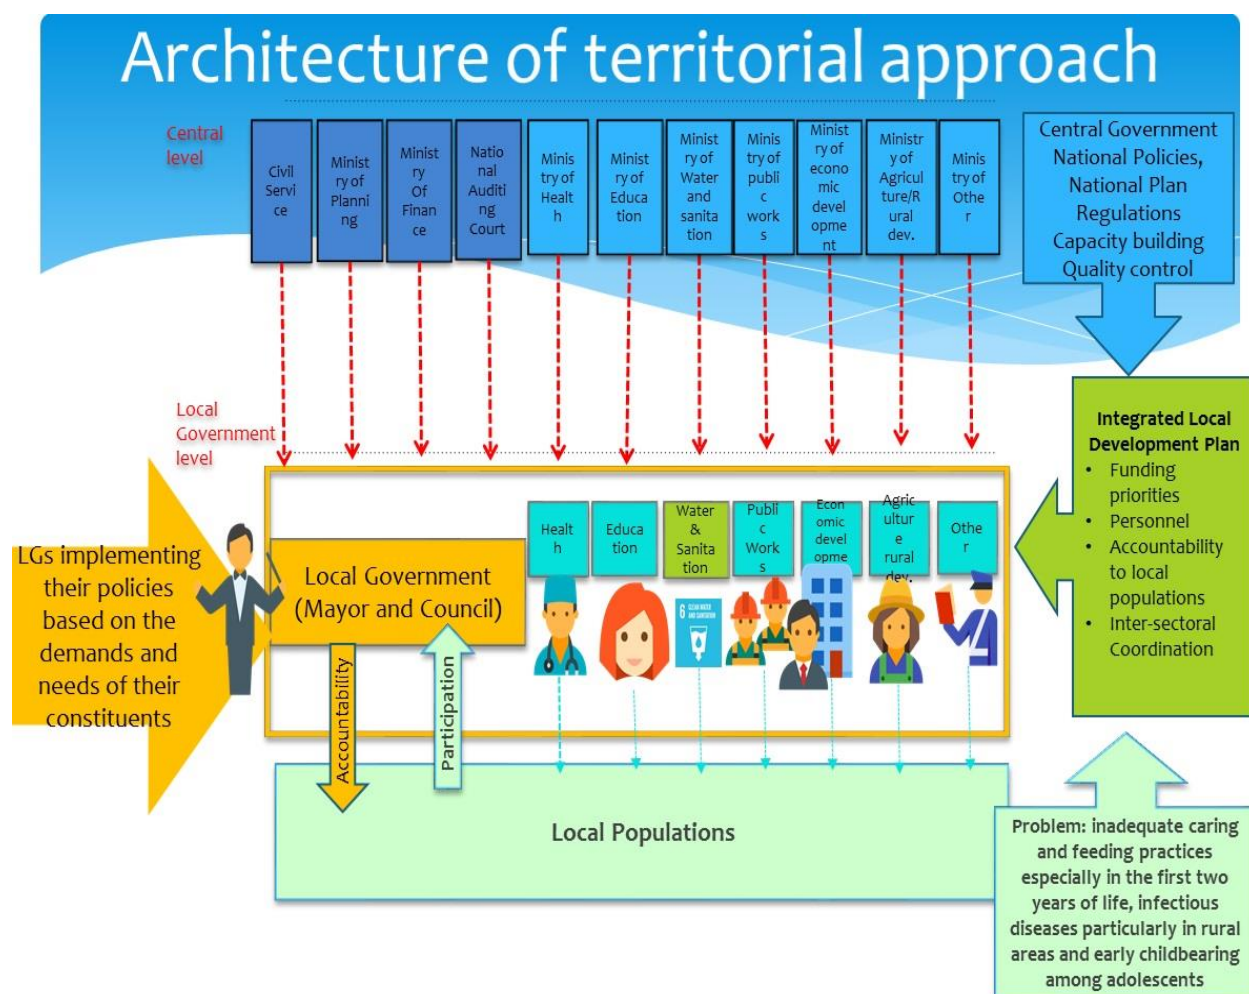 Architecture of territorial approach
Central
level
Civil
Servi
ce
Minist
ry of
Planni
ng
Minist
ry
Of
Finan
ce
Natio
nal
Auditi
ng
Court
Minis
try of
Healt
h
Minist
ry of
Educa
tion
Minist
ry of
Water
and
sanita
tion
Minis
try of
publi
c
work
s
Minist
ry of
econo
mic
devel
opme
nt
Ministr
y of
Agricul
ture/R
ural
dev.
Minis
try of
Othe
r
Central Government
National Policies,
National Plan
Regulations
Capacity building
Quality control
Local
Government
level
LGs implementing
their policies
based on the
demands and
needs of their
constituents
Local Government
(Mayor and Council)
Healt
h
Educa
tion
Water
&
Sanita
tion
Publi
c
Work
s
Econ
omic
devel
opme
Agric
ultur
e
rural
dev.
Othe
r
6 CLEAN WATER
AND SANITATION
Accountability
Participation
Integrated Local
Development Plan
• Funding
priorities
• Personnel
• Accountability
to local
populations
• Inter-sectoral
Coordination
Local Populations
Problem: inadequate caring
and feeding practices
especially in the first two
years of life, infectious
diseases particularly in rural
areas and early childbearing
among adolescents